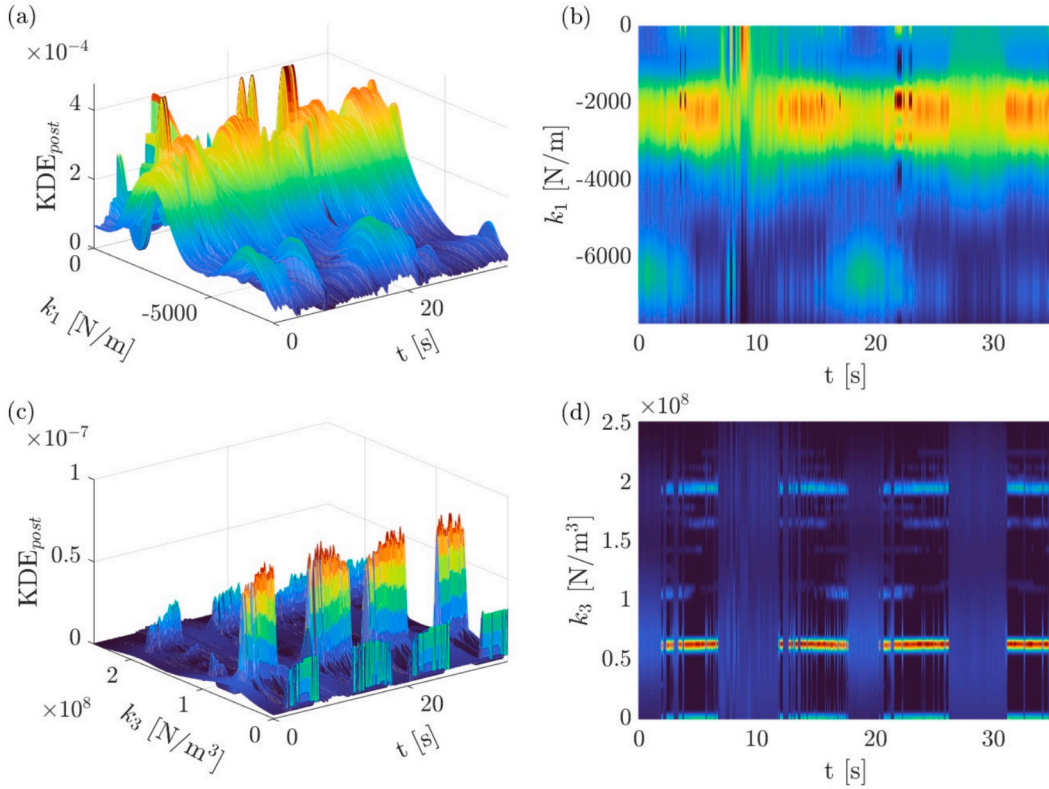 (a)
×10⁻⁴
4
2
0
KDE_post
0
-5000
k₁ [N/m]
0
20
t [s]
(b)
0
-2000
-4000
-6000
k₁ [N/m]
0
10
20
30
t [s]
(c)
×10⁻⁷
1
0.5
0
KDE_post
2
1
0
×10⁸
k₃ [N/m³]
0
20
t [s]
(d)
×10⁸
2.5
2
1.5
1
0.5
0
k₃ [N/m³]
0
10
20
30
t [s]